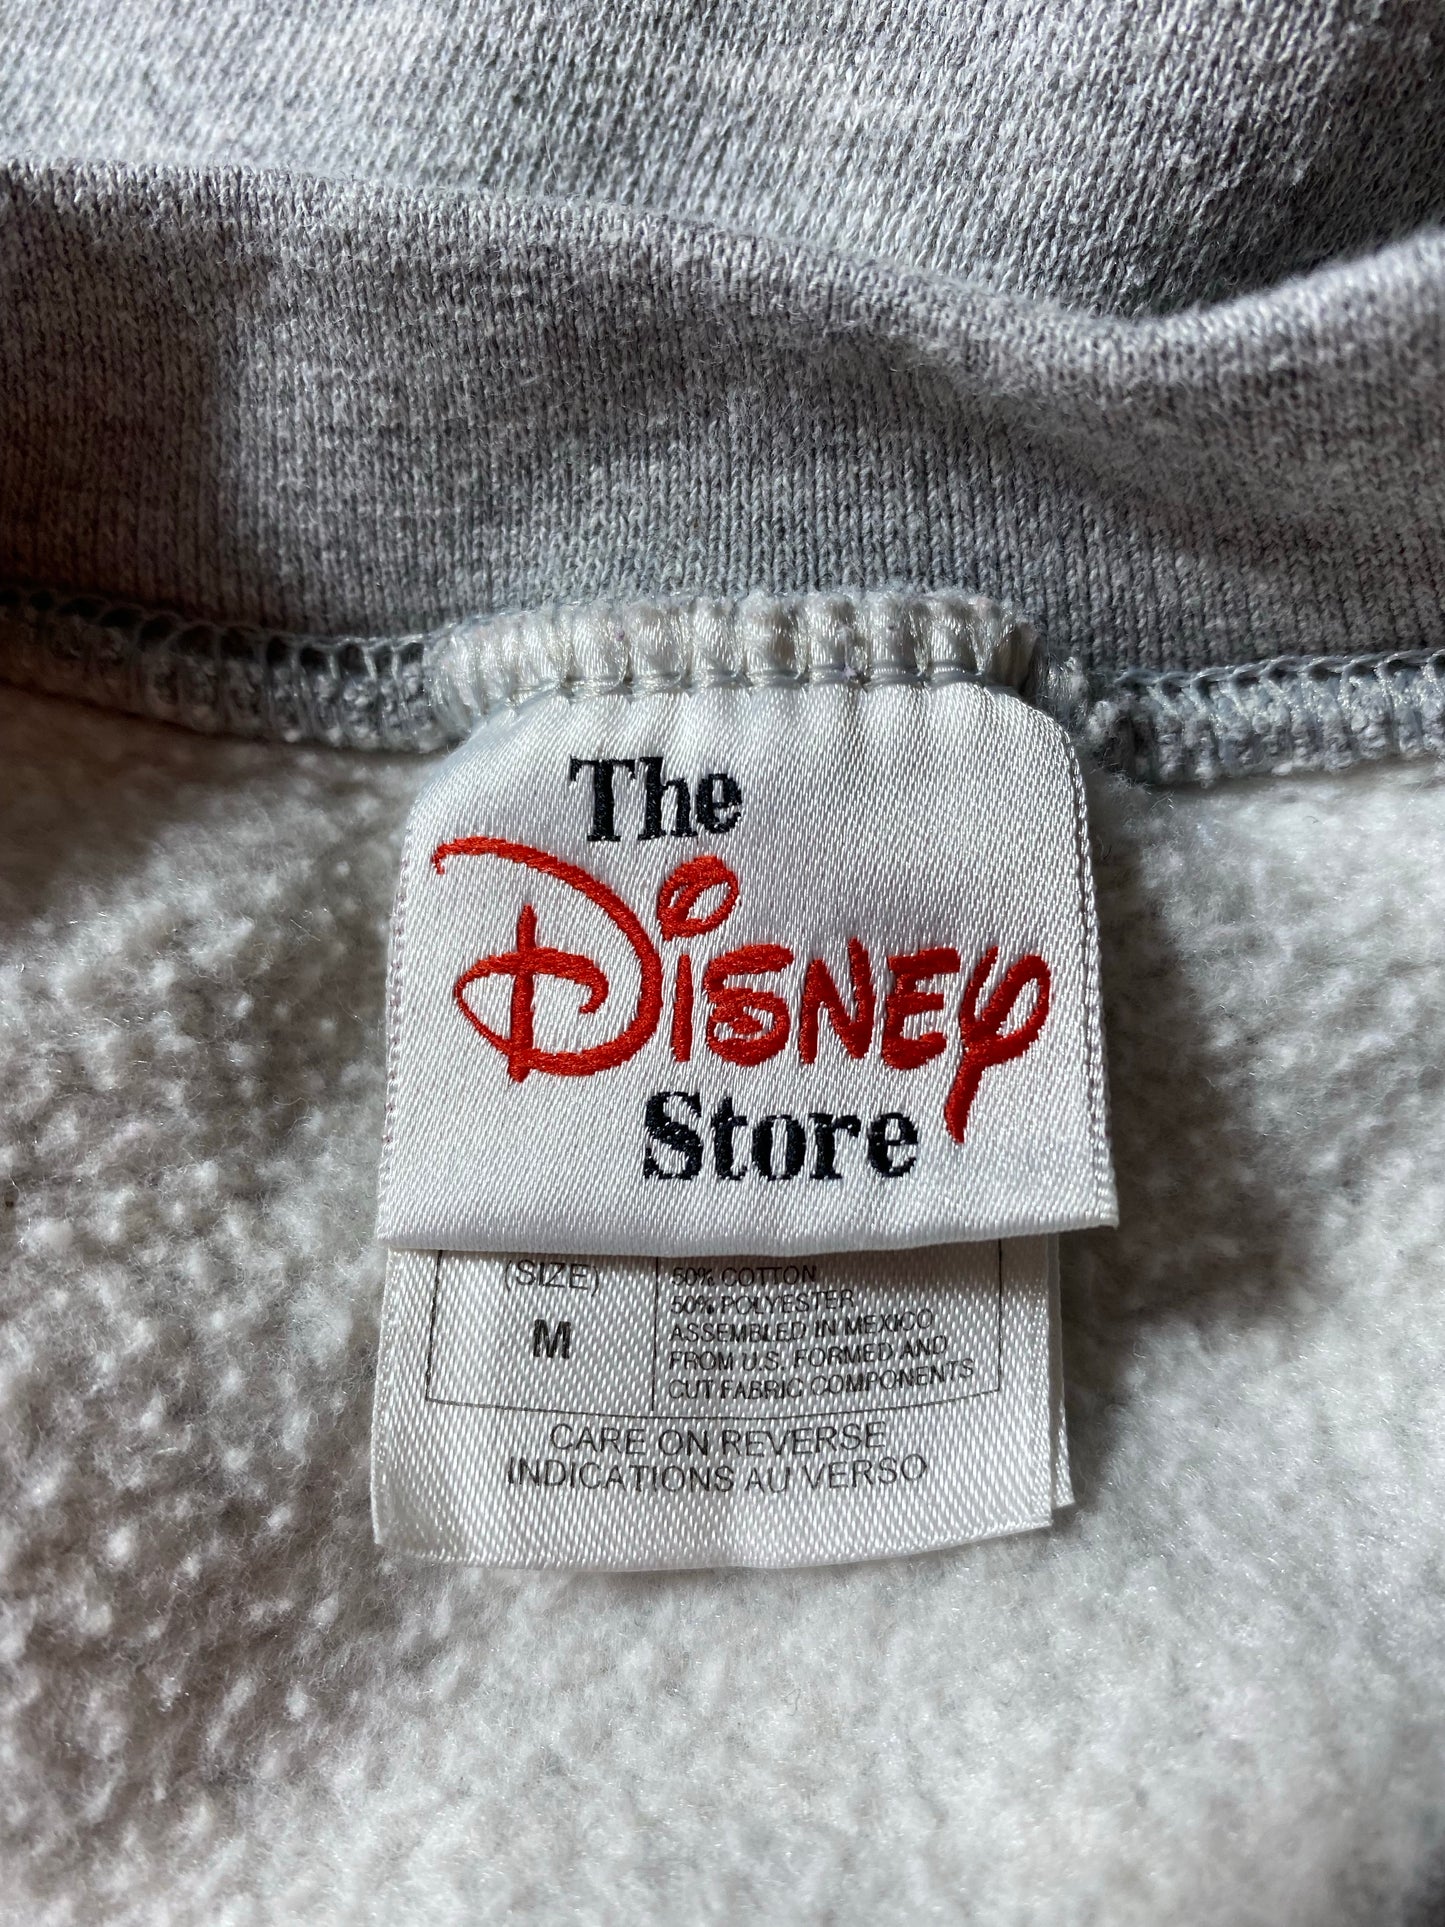 The
Disney
Store
(SIZE)
M
50% COTTON
50% POLYESTER
ASSEMBLED IN MEXICO
FROM U.S. FORMED AND
CUT FABRIC COMPONENTS
CARE ON REVERSE
INDICATIONS AU VERSO